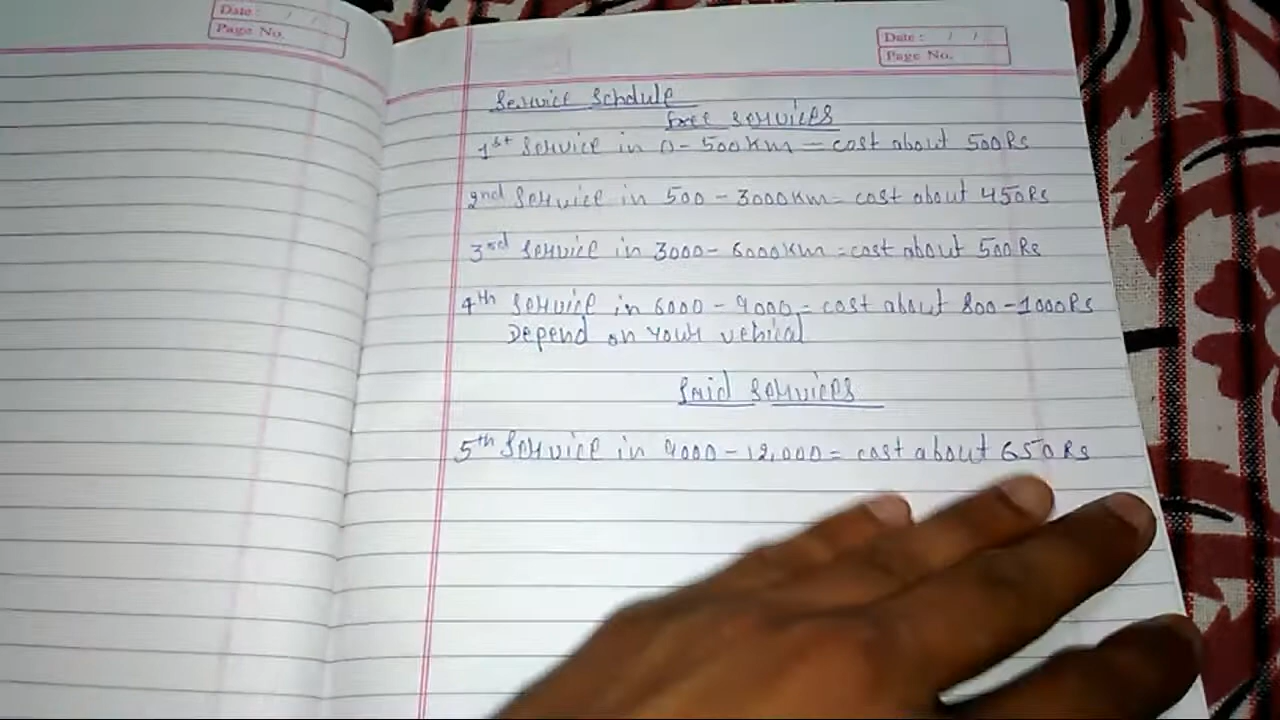 Date : / /
Page No.
Date : / /
Page No.
Service Schdule
free services
1st Service in 0-500Km = cost about 500Rs
2nd Service in 500-3000Km = cost about 450Rs
3rd Service in 3000-6000Km = cost about 500Rs
4th Service in 6000-9000 = cost about 800-1000Rs
Depend on Your vehical
Paid Services
5th Service in 9000-12,000 = cost about 650Rs